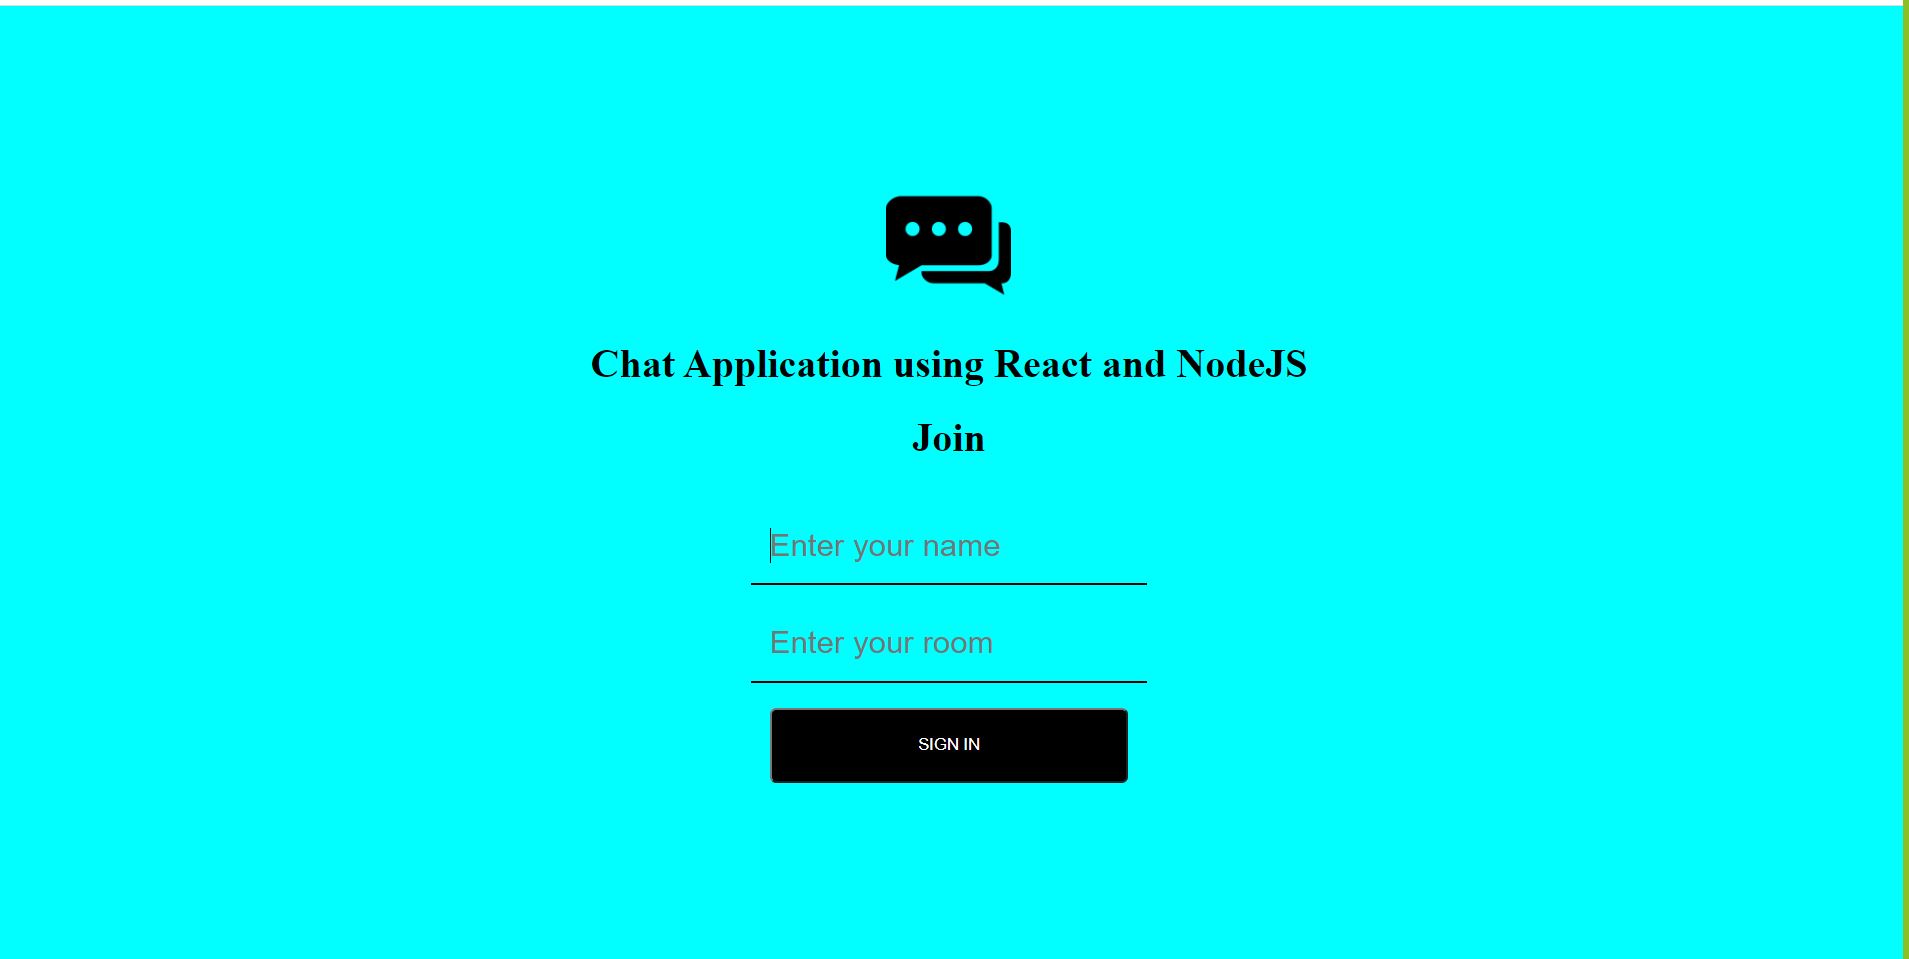 Chat Application using React and NodeJS
Join
Enter your name
Enter your room
SIGN IN